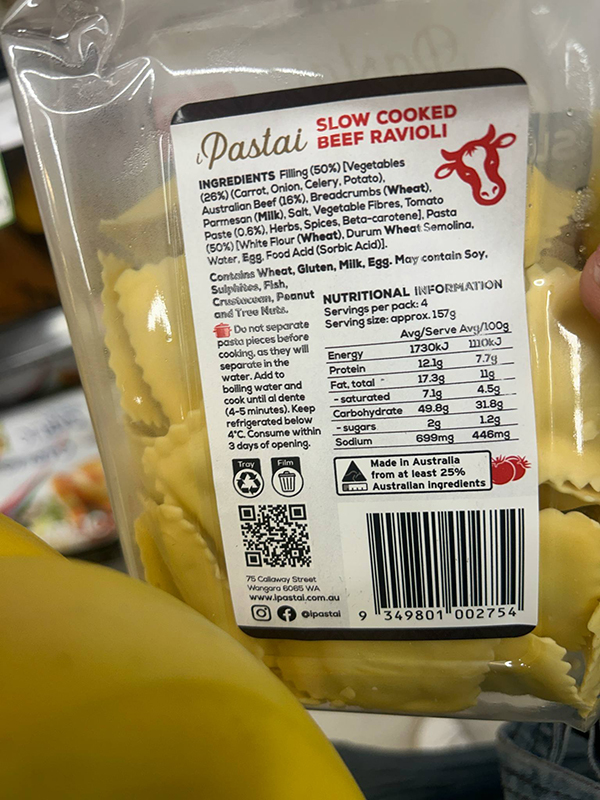 iPastai
SLOW COOKED
BEEF RAVIOLI
INGREDIENTS Filling (50%) [Vegetables
(26%) (Carrot, Onion, Celery, Potato),
Australian Beef (16%), Breadcrumbs (Wheat),
Parmesan (Milk), Salt, Vegetable Fibres, Tomato
Paste (0.6%), Herbs, Spices, Beta-carotene]. Pasta
(50%) [White Flour (Wheat), Durum Wheat Semolina,
Water, Egg, Food Acid (Sorbic Acid)].
Contains Wheat, Gluten, Milk, Egg. May contain Soy,
Sulphites, Fish,
Crustacean, Peanut
and Tree Nuts.
Do not separate
pasta pieces before
cooking, as they will
separate in the
water. Add to
boiling water and
cook until al dente
(4-5 minutes). Keep
refrigerated below
4°C. Consume within
3 days of opening.
NUTRITIONAL INFORMATION
Servings per pack: 4
Serving size: approx. 157g
Avg/Serve Avg/100g
Energy 1730kJ 1110kJ
Protein 12.1g 7.7g
Fat, total 17.3g 11g
- saturated 7.1g 4.5g
Carbohydrate 49.8g 31.8g
- sugars 2g 1.2g
Sodium 699mg 446mg
Tray Film
Made in Australia
from at least 25%
Australian ingredients
75 Callaway Street
Wangara 6065 WA
www.ipastai.com.au
@ipastai
9 349801 002754